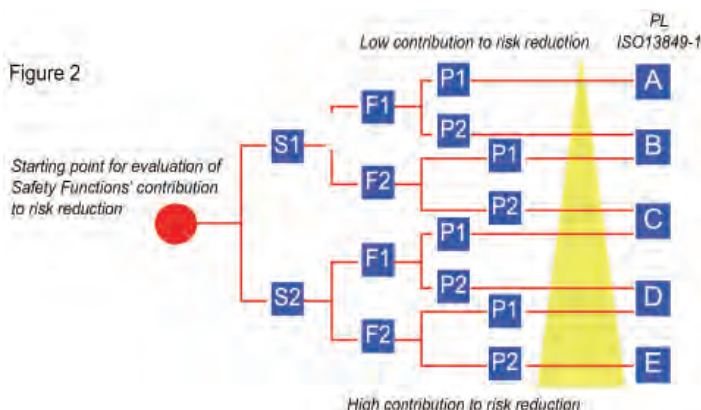 PL
Low contribution to risk reduction ISO13849-1
Figure 2
P1 A
F1
P2 B
S1 P1
Starting point for evaluation of
Safety Functions' contribution
to risk reduction
F2
P2 C
P1
F1
P2 D
S2 P1
F2
P2 E
High contribution to risk reduction